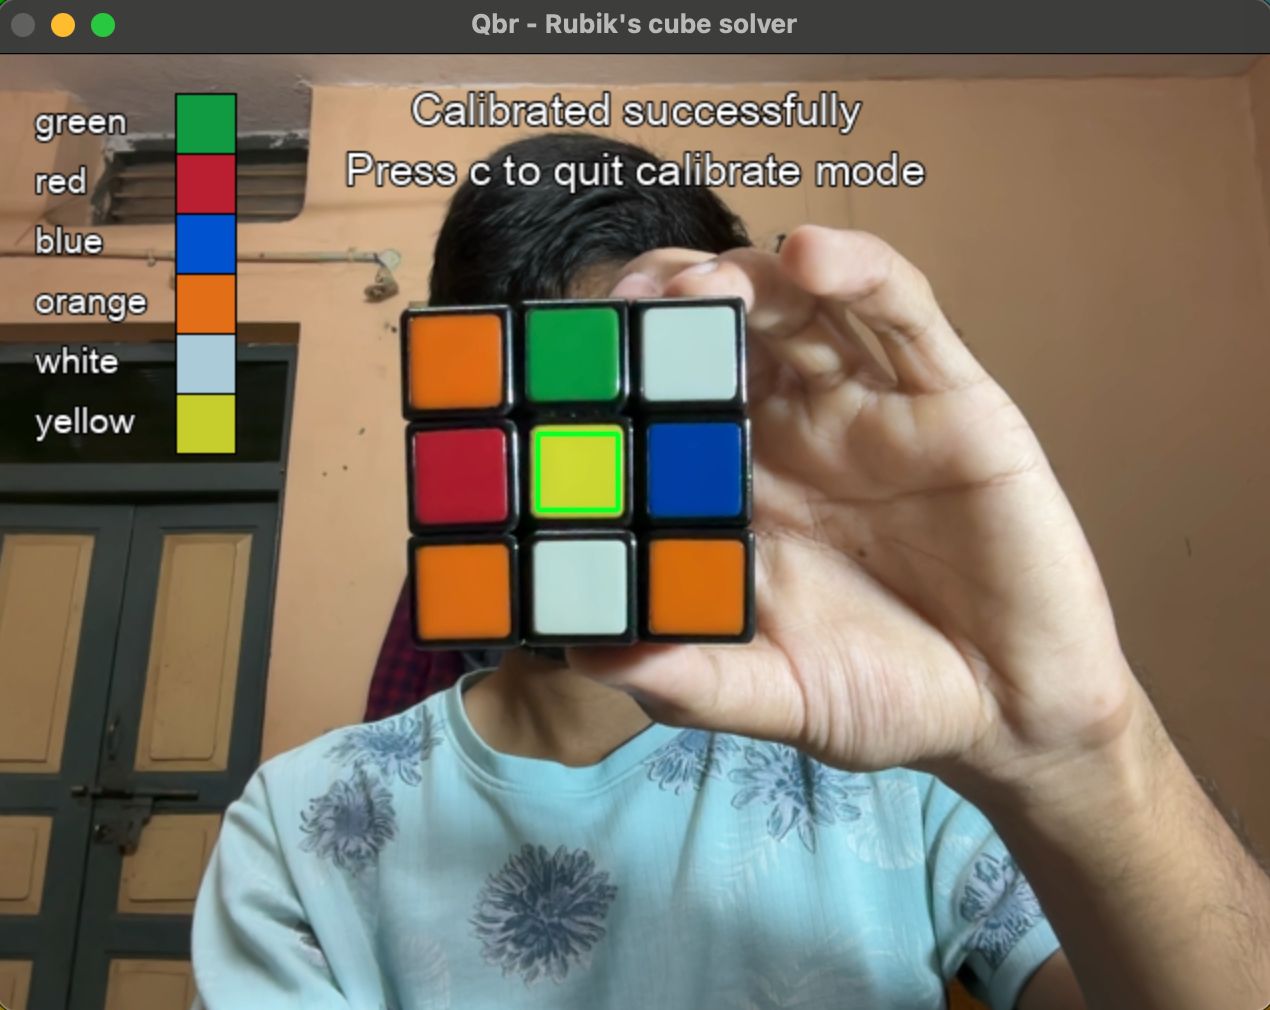 Qbr - Rubik's cube solver
Calibrated successfully
Press c to quit calibrate mode
green
red
blue
orange
white
yellow